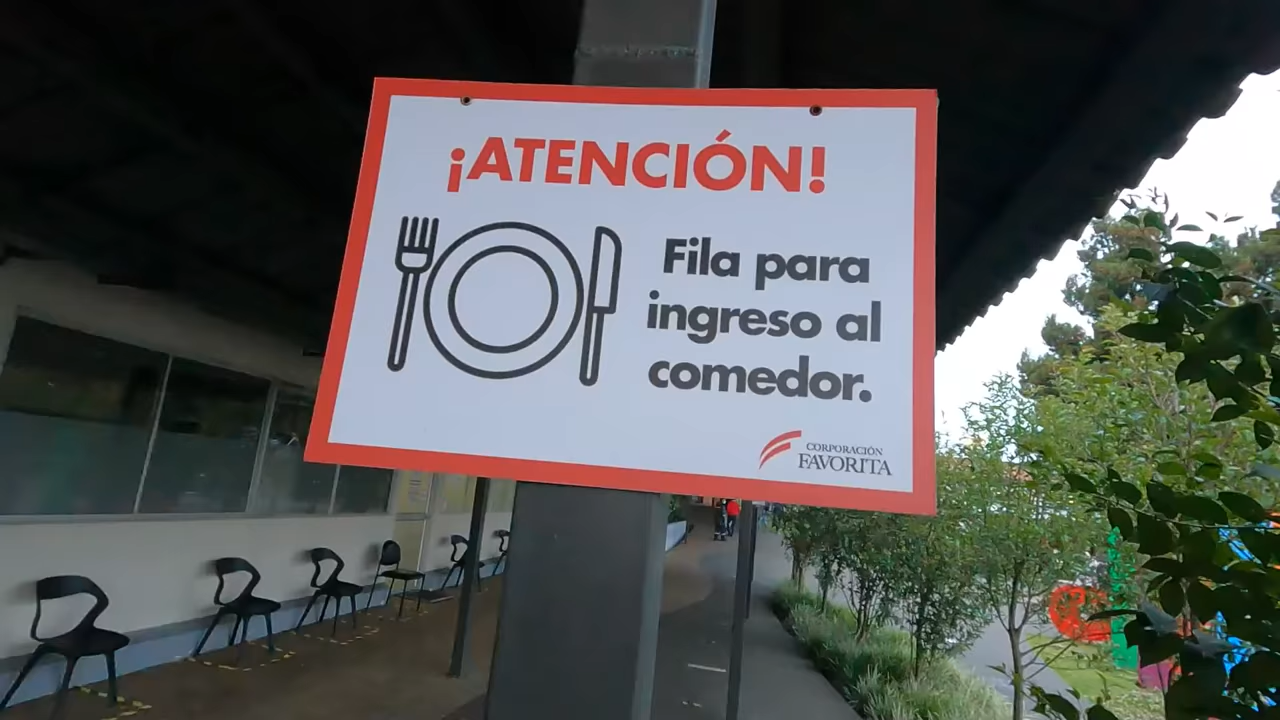 ¡ATENCIÓN!
Fila para
ingreso al
comedor.
CORPORACIÓN
FAVORITA